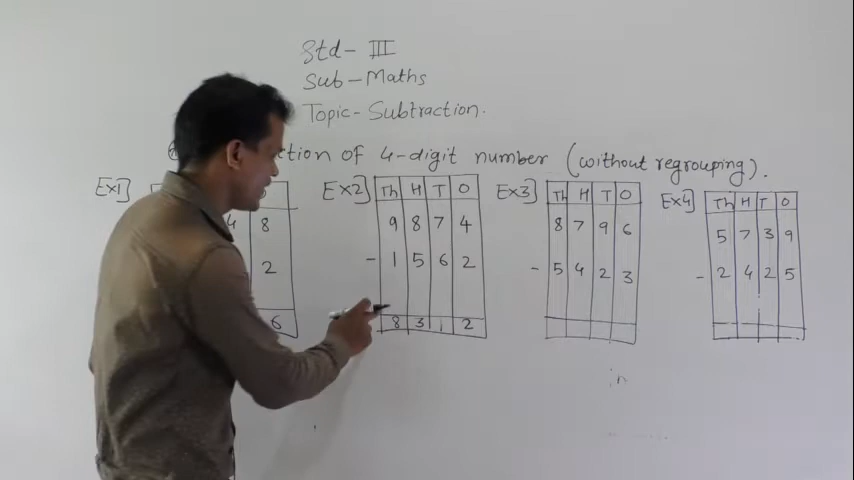 Std- III
Sub-Maths
Topic-Subtraction.
ction of 4-digit number (without regrouping).
Ex1] Ex2] Th H T O Ex3] Th H T O Ex4] Th H T O
4 8 9 8 7 4 8 7 9 6 5 7 3 9
2 - 1 5 6 2 - 5 4 2 3 - 2 4 2 5
6 8 3 1 2